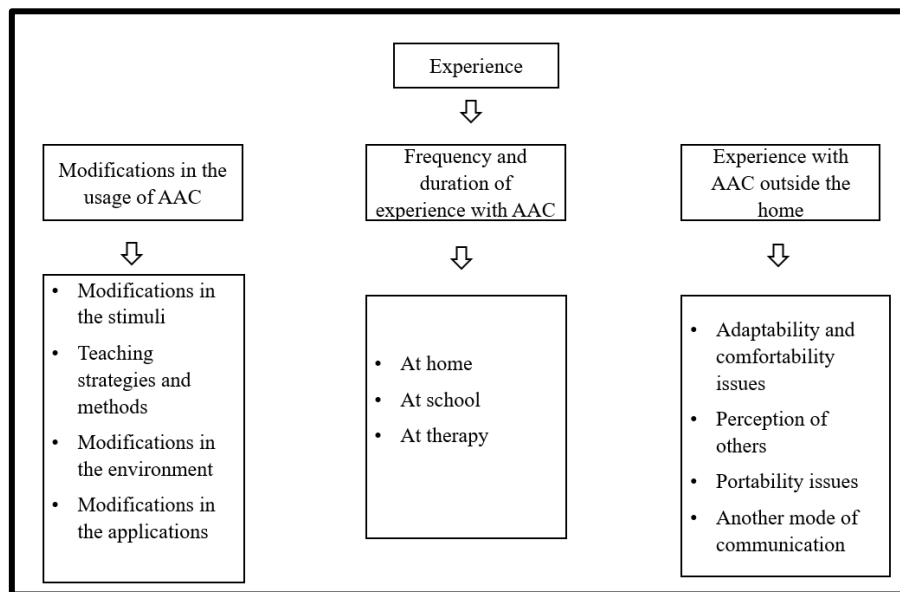 Experience
Modifications in the
usage of AAC
Frequency and
duration of
experience with AAC
Experience with
AAC outside the
home
• Modifications in
the stimuli
• Teaching
strategies and
methods
• Modifications in
the environment
• Modifications in
the applications
• At home
• At school
• At therapy
• Adaptability and
comfortability
issues
• Perception of
others
• Portability issues
• Another mode of
communication